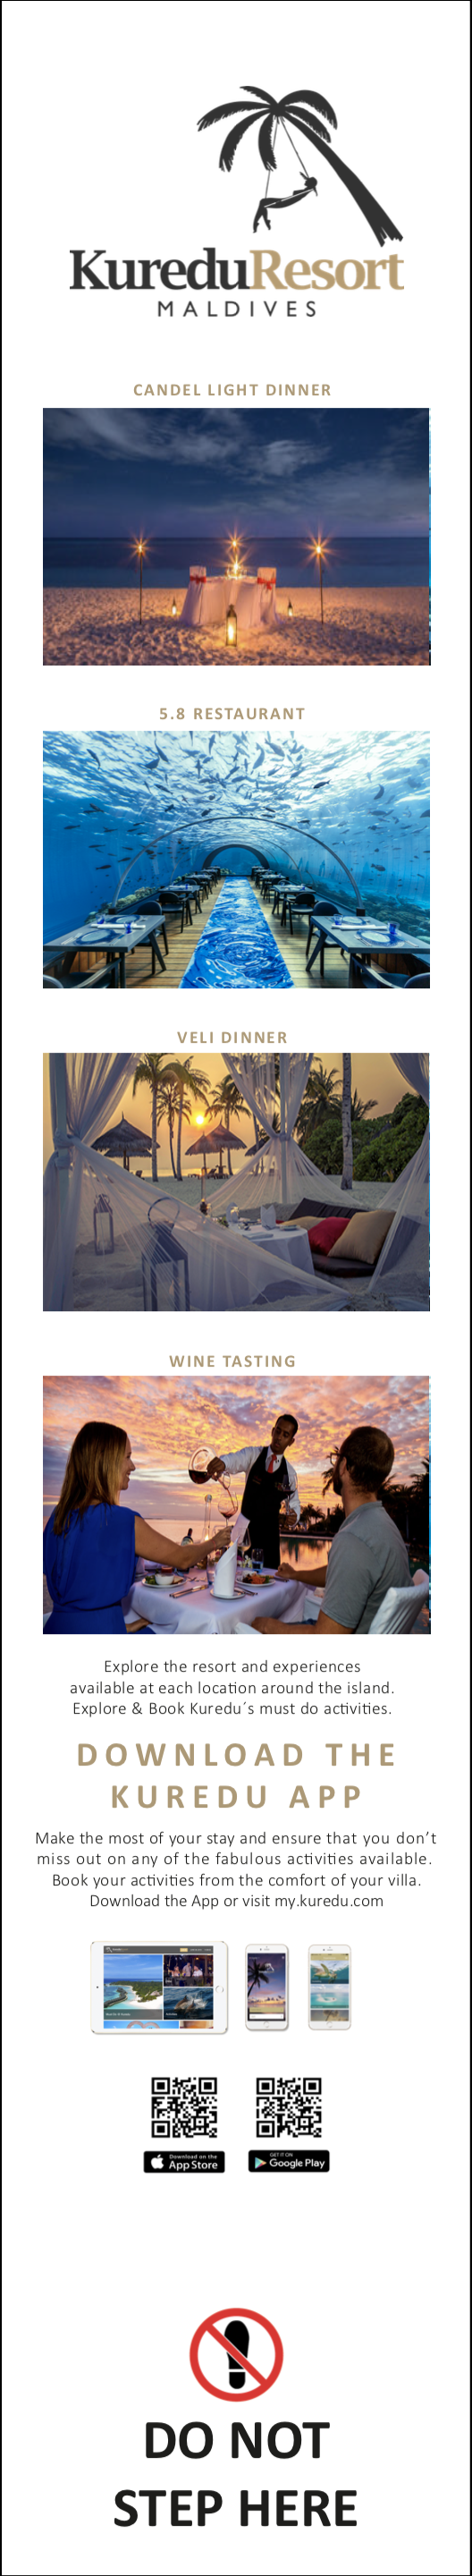 KureduResort
MALDIVES
CANDEL LIGHT DINNER
5.8 RESTAURANT
VELI DINNER
WINE TASTING
Explore the resort and experiences
available at each location around the island.
Explore & Book Kuredu´s must do activities.
DOWNLOAD THE
KUREDU APP
Make the most of your stay and ensure that you don’t
miss out on any of the fabulous activities available.
Book your activities from the comfort of your villa.
Download the App or visit my.kuredu.com
Download on the
App Store
GET IT ON
Google Play
DO NOT
STEP HERE